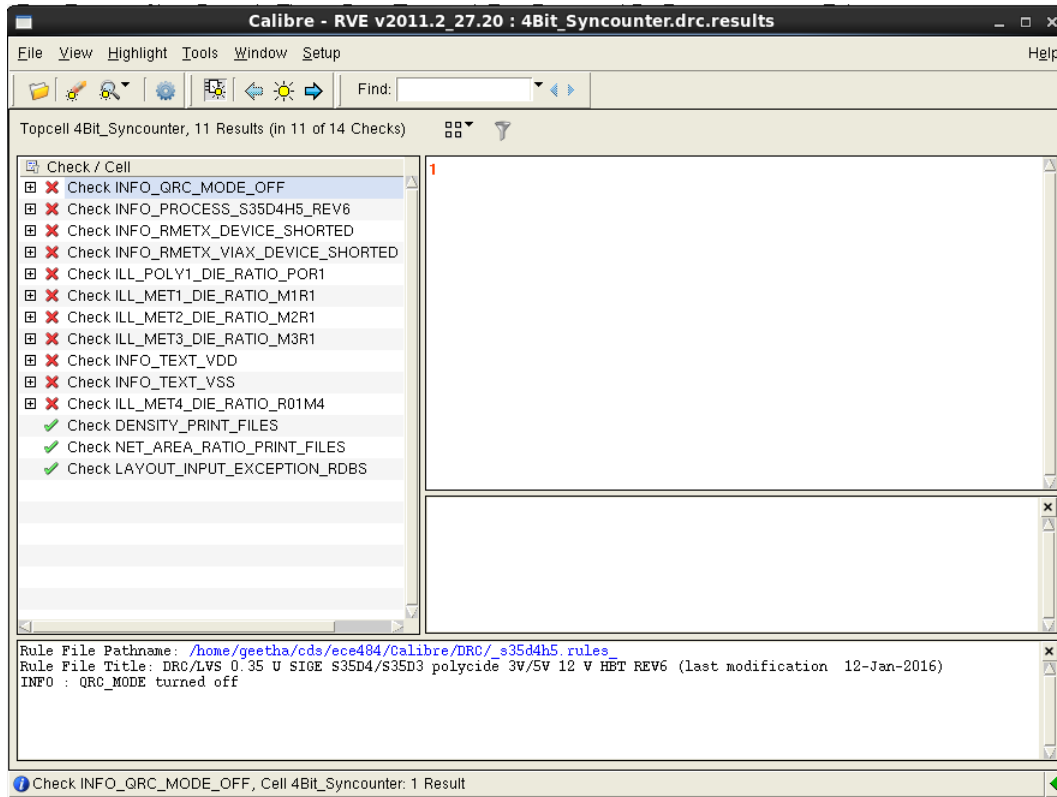 Calibre - RVE v2011.2_27.20 : 4Bit_Syncounter.drc.results
File View Highlight Tools Window Setup Help
Find:
Topcell 4Bit_Syncounter, 11 Results (in 11 of 14 Checks)
Check / Cell
1
Check INFO_QRC_MODE_OFF
Check INFO_PROCESS_S35D4H5_REV6
Check INFO_RMETX_DEVICE_SHORTED
Check INFO_RMETX_VIAX_DEVICE_SHORTED
Check ILL_POLY1_DIE_RATIO_POR1
Check ILL_MET1_DIE_RATIO_M1R1
Check ILL_MET2_DIE_RATIO_M2R1
Check ILL_MET3_DIE_RATIO_M3R1
Check INFO_TEXT_VDD
Check INFO_TEXT_VSS
Check ILL_MET4_DIE_RATIO_R01M4
Check DENSITY_PRINT_FILES
Check NET_AREA_RATIO_PRINT_FILES
Check LAYOUT_INPUT_EXCEPTION_RDBS
Rule File Pathname: /home/geetha/cds/ece484/Calibre/DRC/_s35d4h5.rules_
Rule File Title: DRC/LVS 0.35 U SIGE S35D4/S35D3 polycide 3V/5V 12 V HBT REV6 (last modification 12-Jan-2016)
INFO : QRC_MODE turned off
Check INFO_QRC_MODE_OFF, Cell 4Bit_Syncounter: 1 Result